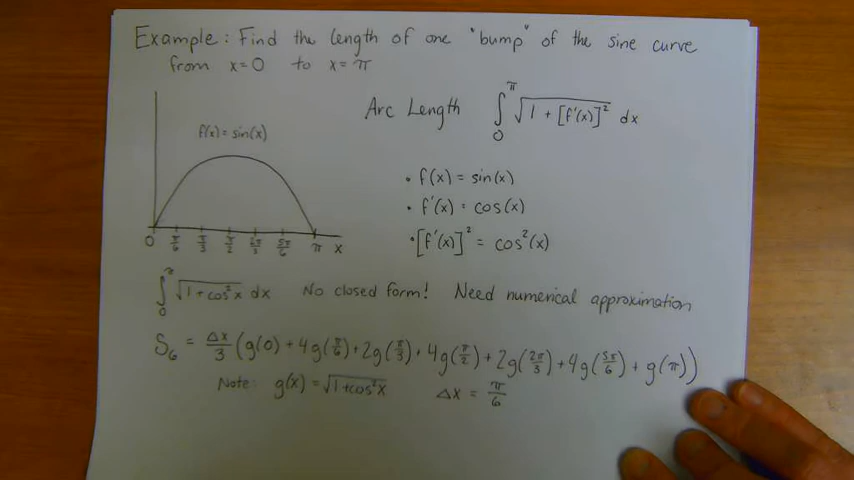 Example: Find the length of one "bump" of the sine curve
from x=0 to x=π
Arc Length ∫₀^π √(1 + [f'(x)]²) dx
f(x) = sin(x)
• f(x) = sin(x)
• f'(x) = cos(x)
• [f'(x)]² = cos²(x)
0 π/6 π/3 π/2 2π/3 5π/6 π x
∫₀^π √(1+cos²x) dx No closed form! Need numerical approximation
S₆ = Δx/3 (g(0) + 4g(π/6) + 2g(π/3) + 4g(π/2) + 2g(2π/3) + 4g(5π/6) + g(π))
Note: g(x) = √(1+cos²x) Δx = π/6